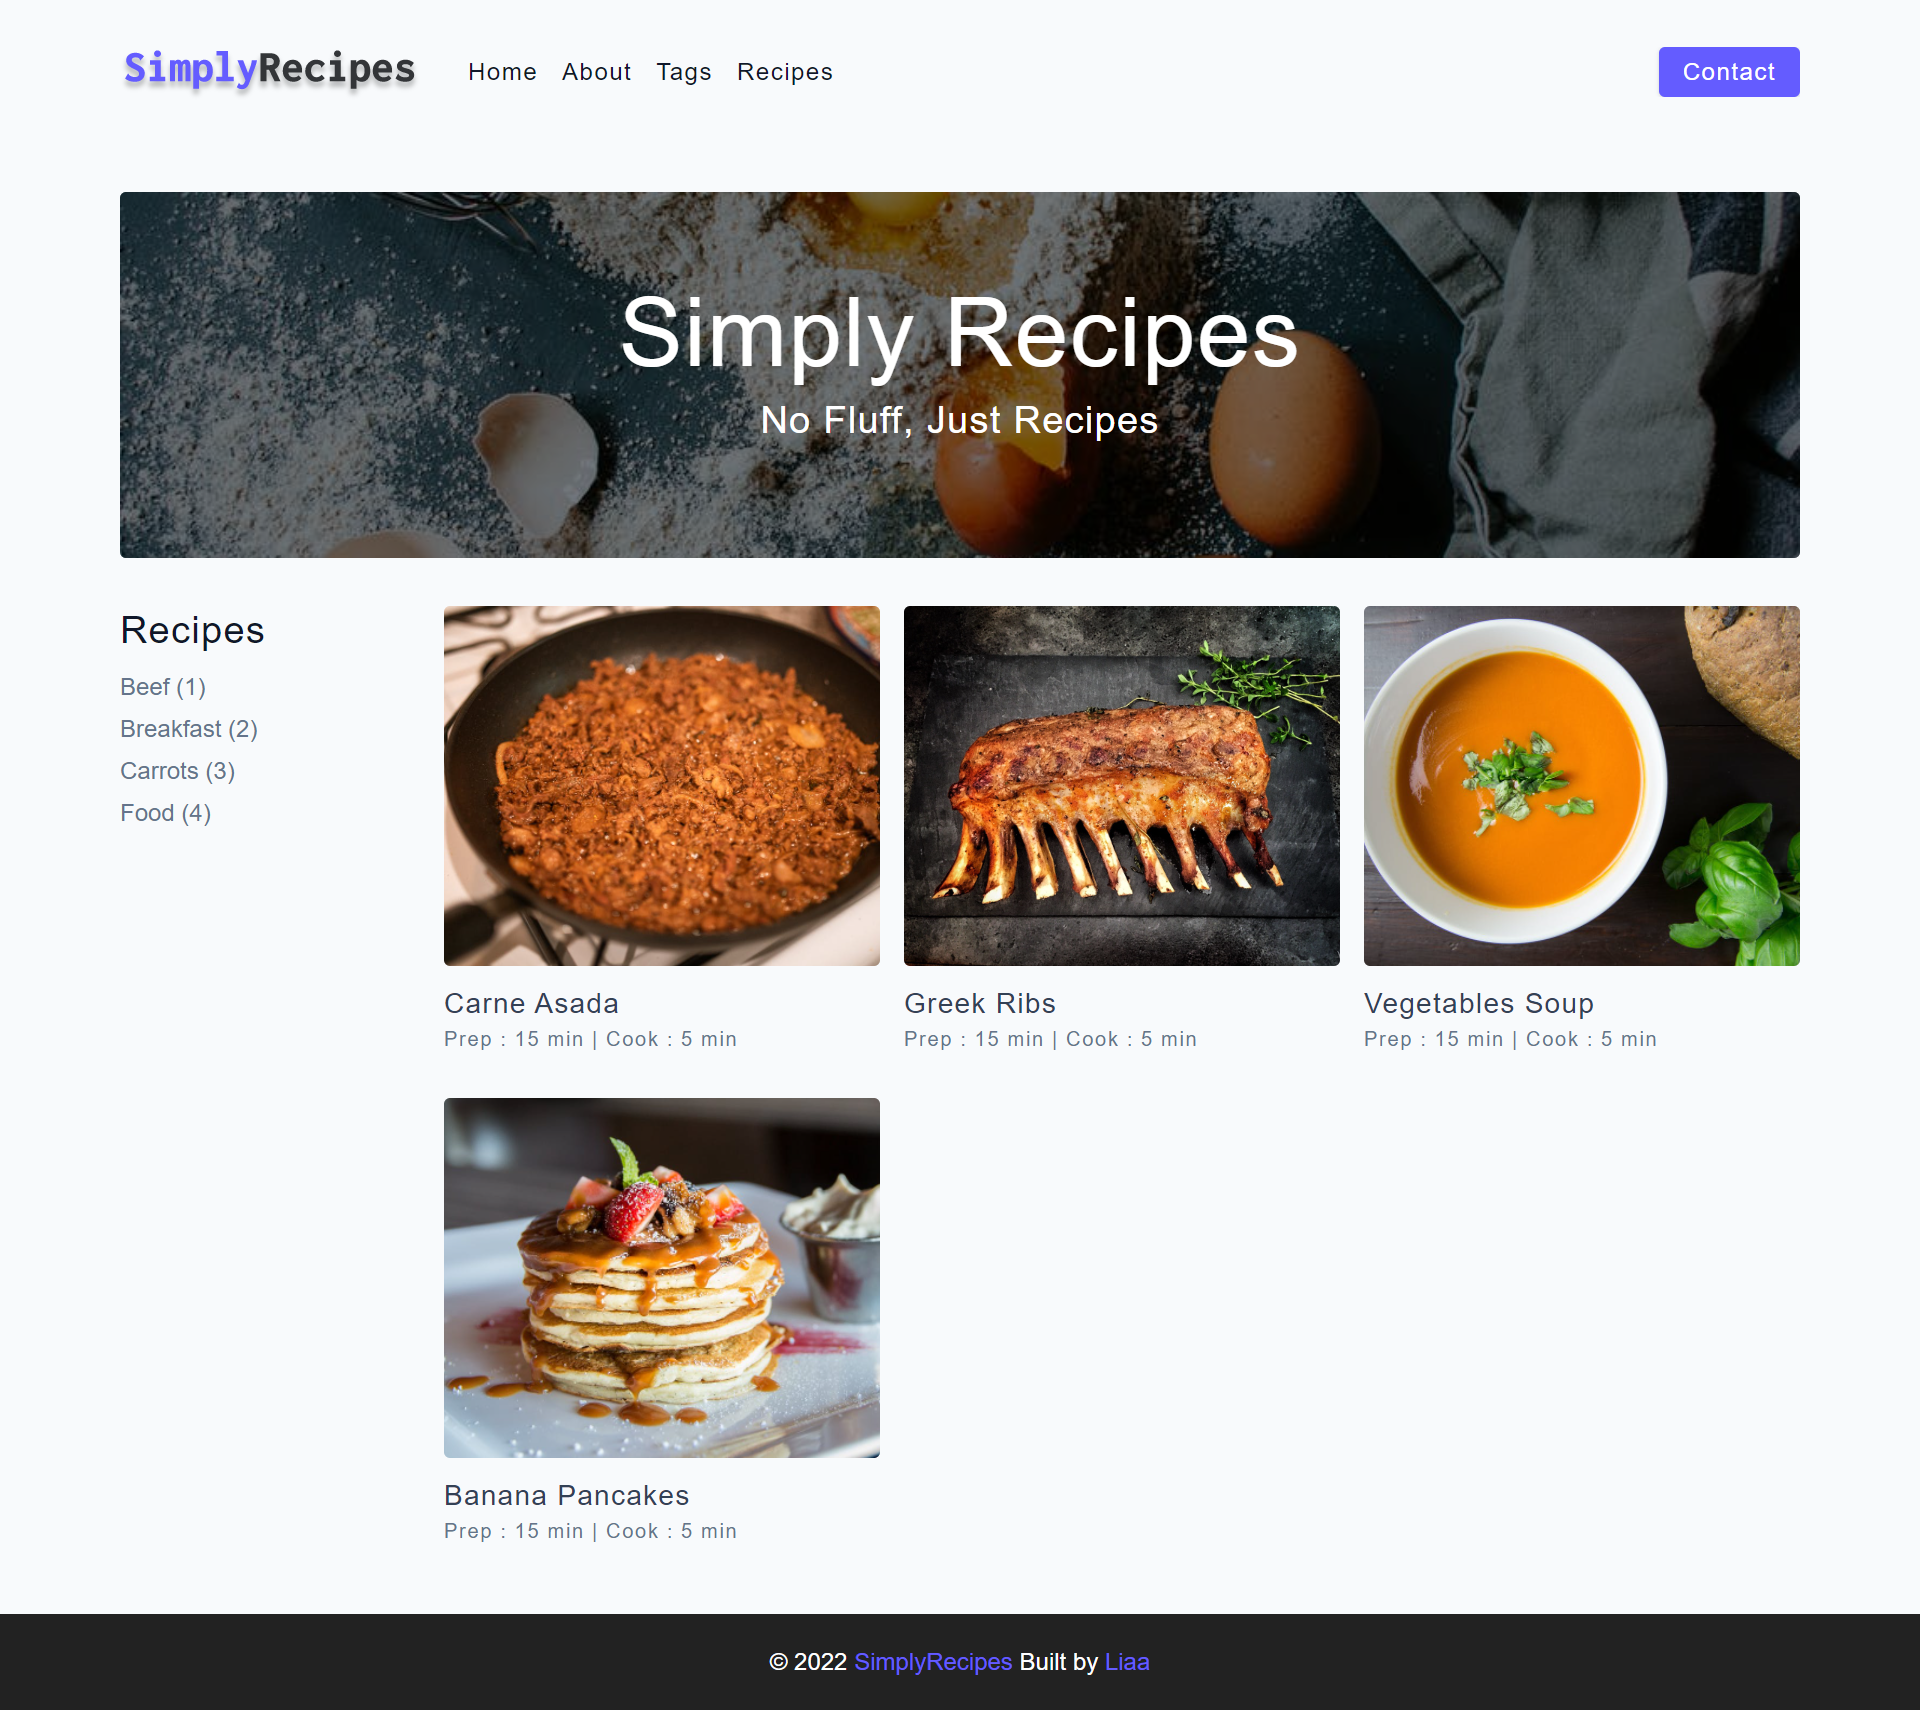 SimplyRecipes
Home About Tags Recipes
Contact
Simply Recipes
No Fluff, Just Recipes
Recipes
Beef (1)
Breakfast (2)
Carrots (3)
Food (4)
Carne Asada
Prep : 15 min | Cook : 5 min
Greek Ribs
Prep : 15 min | Cook : 5 min
Vegetables Soup
Prep : 15 min | Cook : 5 min
Banana Pancakes
Prep : 15 min | Cook : 5 min
© 2022 SimplyRecipes Built by Liaa